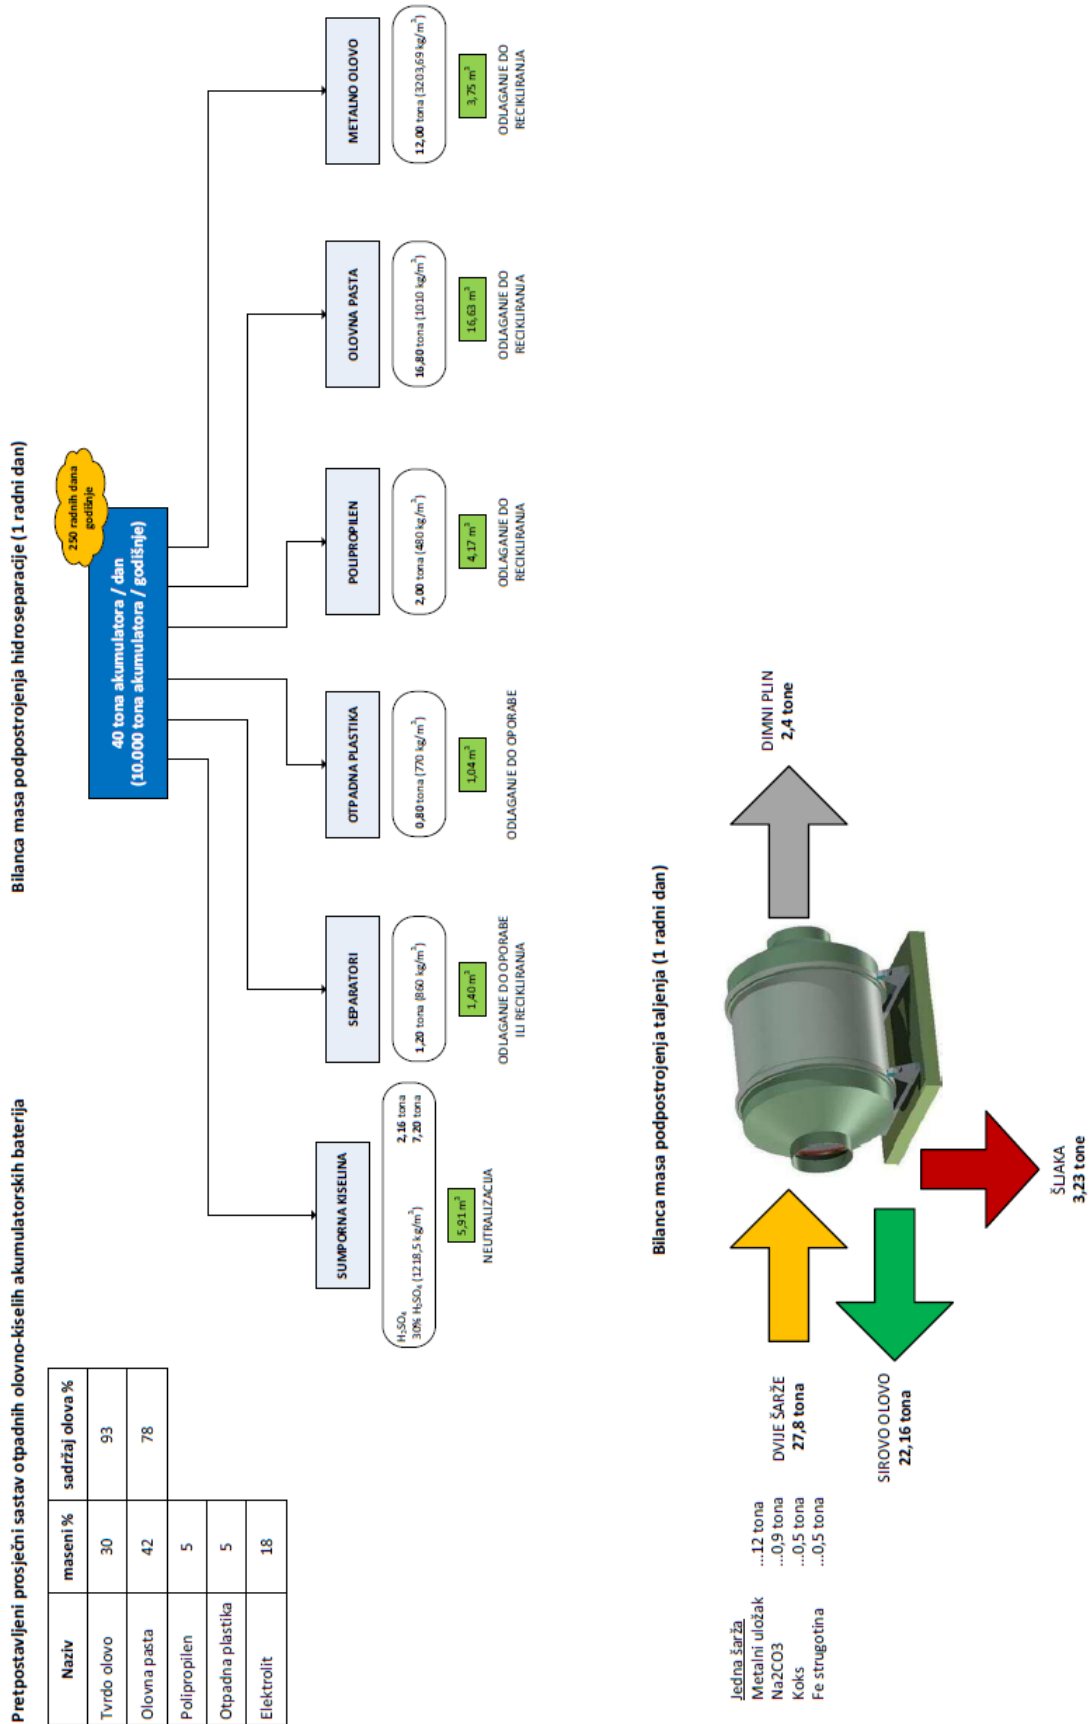 Pretpostavljeni prosječni sastav otpadnih olovno-kiselih akumulatorskih baterija
Naziv maseni % sadržaj olova %
Tvrdo olovo 30 93
Olovna pasta 42 78
Polipropilen 5
Otpadna plastika 5
Elektrolit 18
Bilanca masa podpostrojenja hidroseparacije (1 radni dan)
250 radnih dana
godišnje
40 tona akumulatora / dan
(10.000 tona akumulatora / godišnje)
SUMPORNA KISELINA
H₂SO₄ 2,16 tona
30% H₂SO₄ (1218,5 kg/m³) 7,20 tona
5,91 m³
NEUTRALIZACIJA
SEPARATORI
1,20 tona (860 kg/m³)
1,40 m³
ODLAGANJE DO OPORABE
ILI RECIKLIRANJA
OTPADNA PLASTIKA
0,80 tona (770 kg/m³)
1,04 m³
ODLAGANJE DO OPORABE
POLIPROPILEN
2,00 tona (480 kg/m³)
4,17 m³
ODLAGANJE DO
RECIKLIRANJA
OLOVNA PASTA
16,80 tona (1010 kg/m³)
16,63 m³
ODLAGANJE DO
RECIKLIRANJA
METALNO OLOVO
12,00 tona (3203,69 kg/m³)
3,75 m³
ODLAGANJE DO
RECIKLIRANJA
Bilanca masa podpostrojenja taljenja (1 radni dan)
Jedna šarža
Metalni uložak ...12 tona
Na2CO3 ...0,9 tona
Koks ...0,5 tona
Fe strugotina ...0,5 tona
DVIJE ŠARŽE
27,8 tona
SIROVO OLOVO
22,16 tona
DIMNI PLIN
2,4 tone
ŠLJAKA
3,23 tone